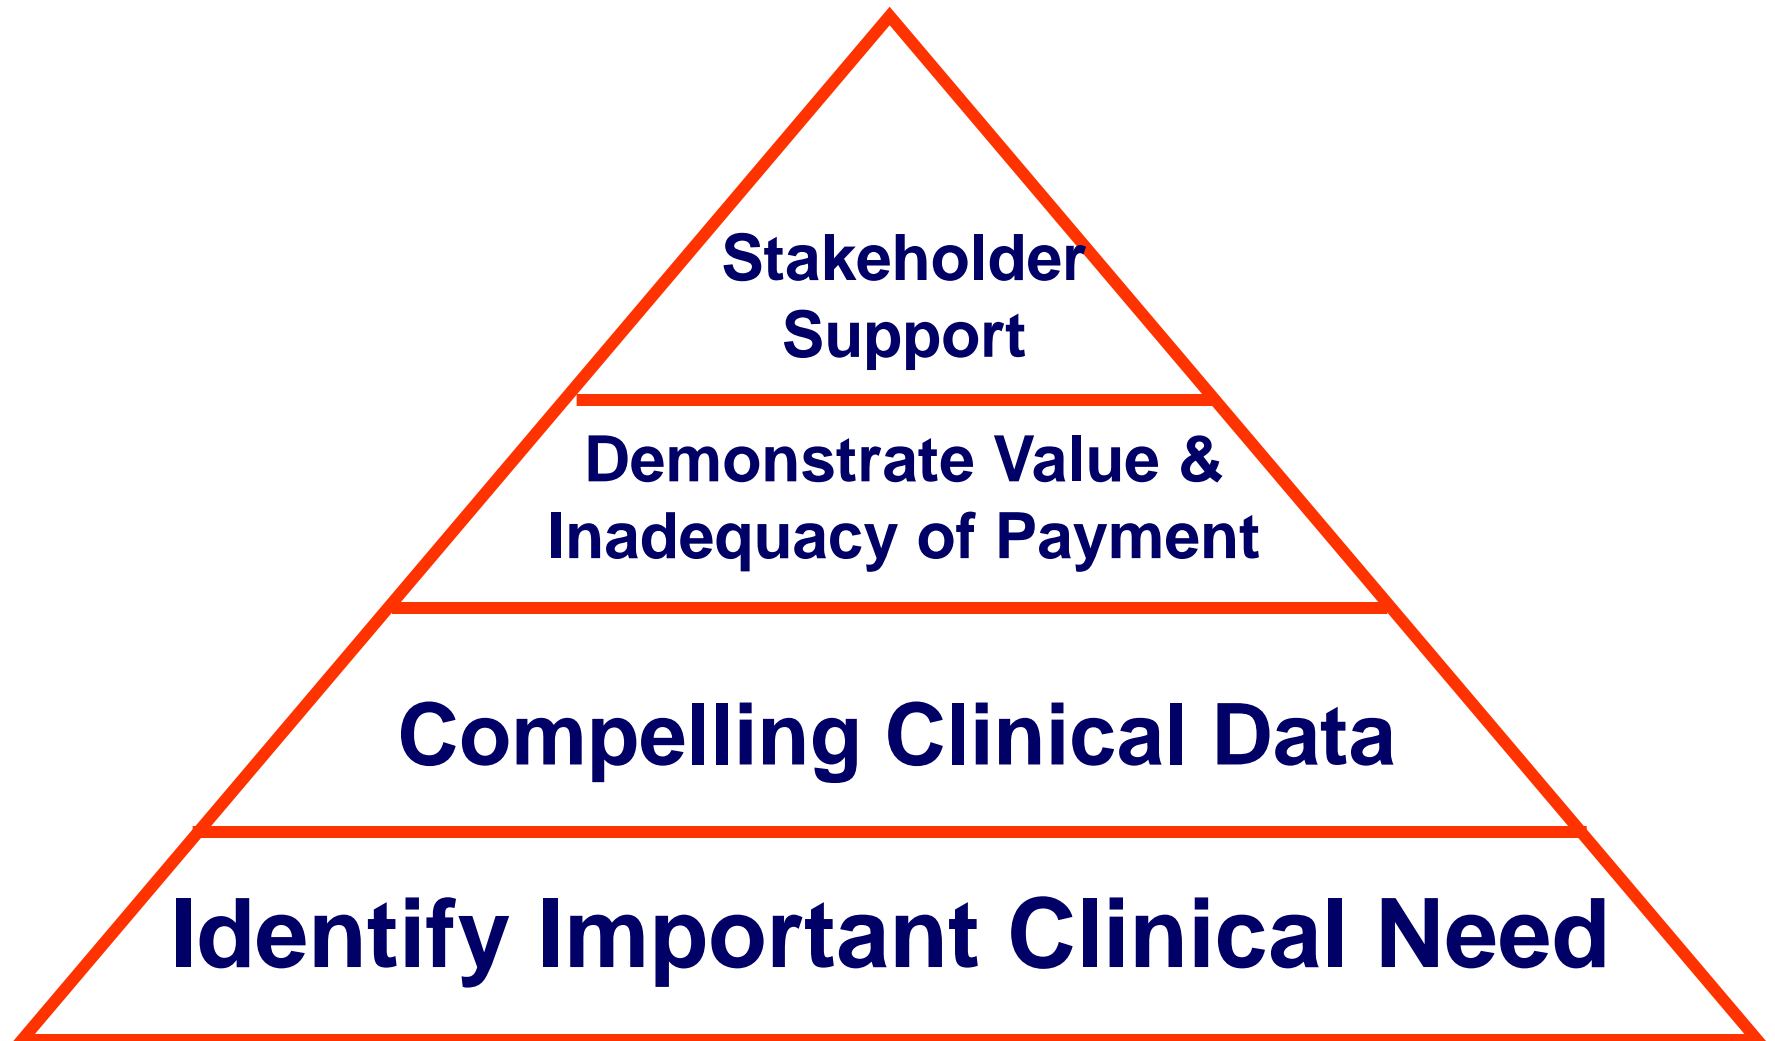 Stakeholder
Support
Demonstrate Value &
Inadequacy of Payment
Compelling Clinical Data
Identify Important Clinical Need